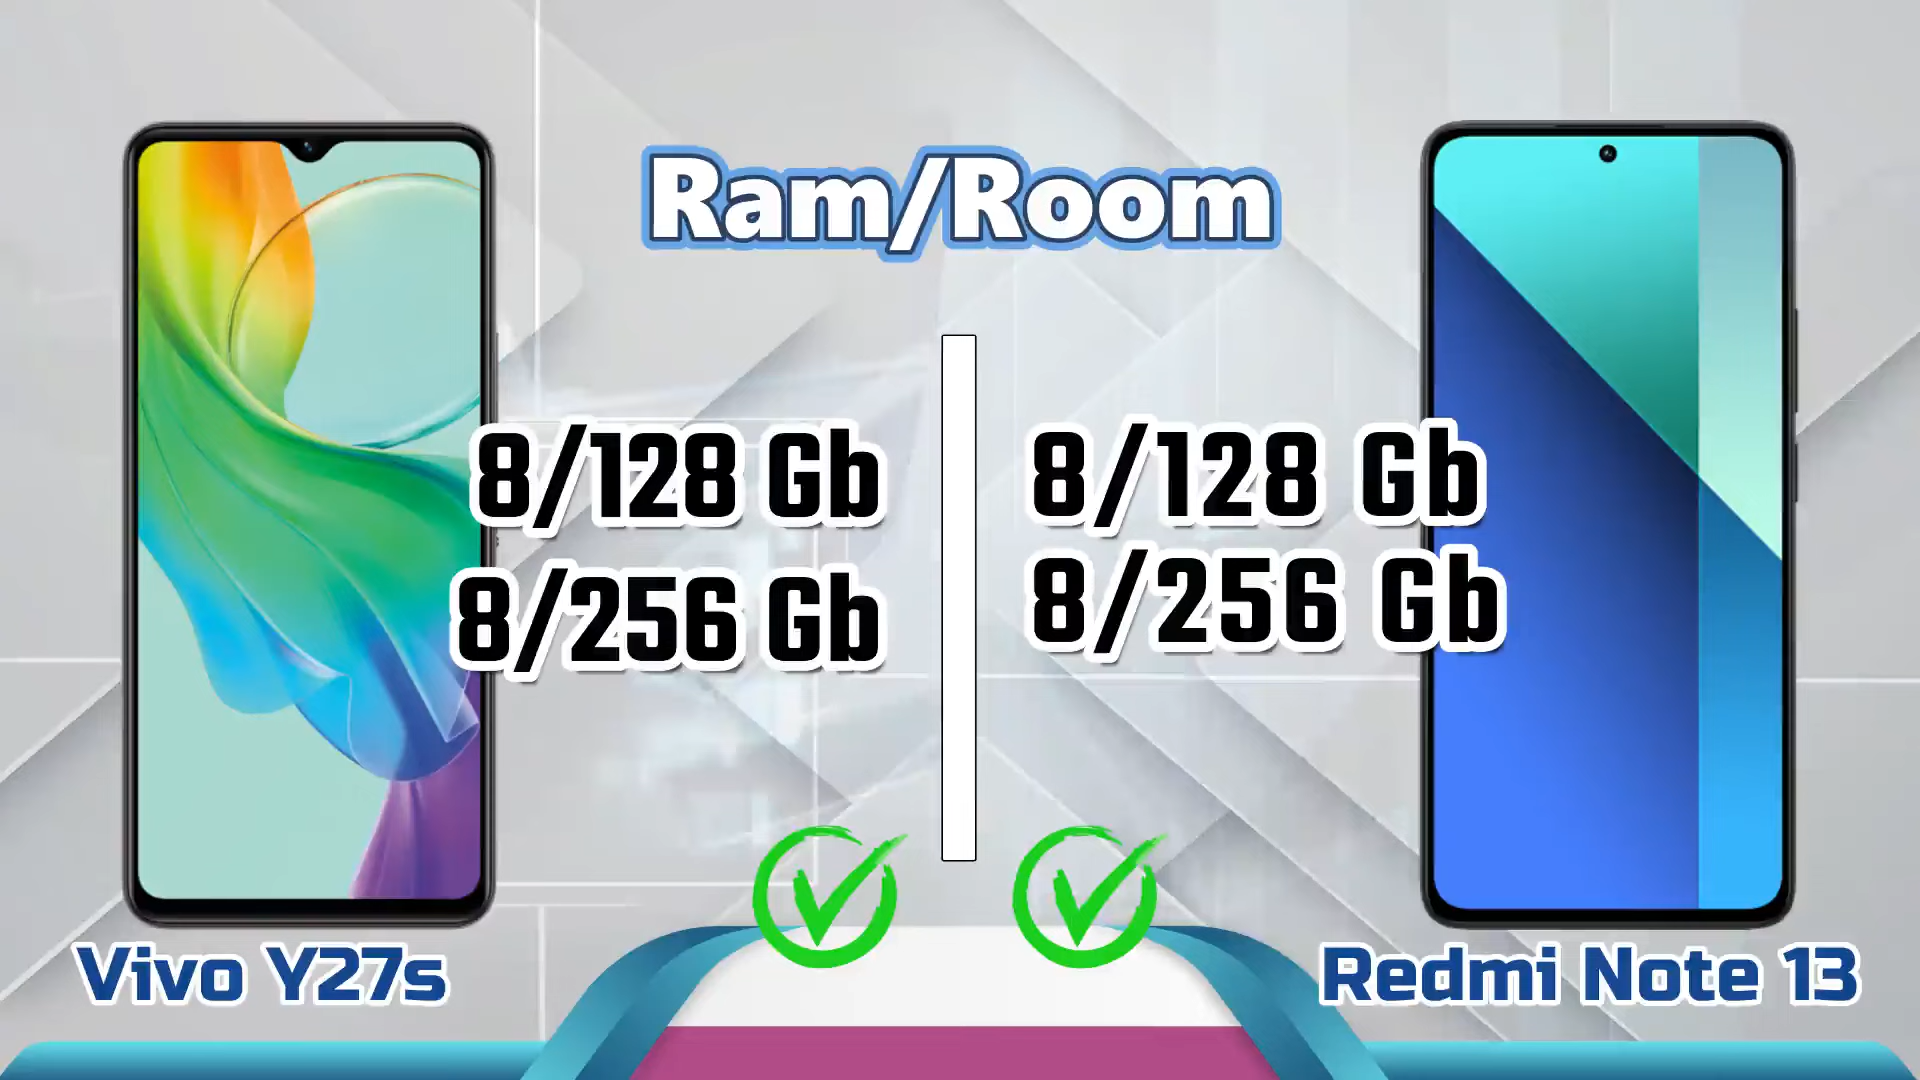 Ram/Room
8/128 Gb
8/256 Gb
8/128 Gb
8/256 Gb
Vivo Y27s
Redmi Note 13